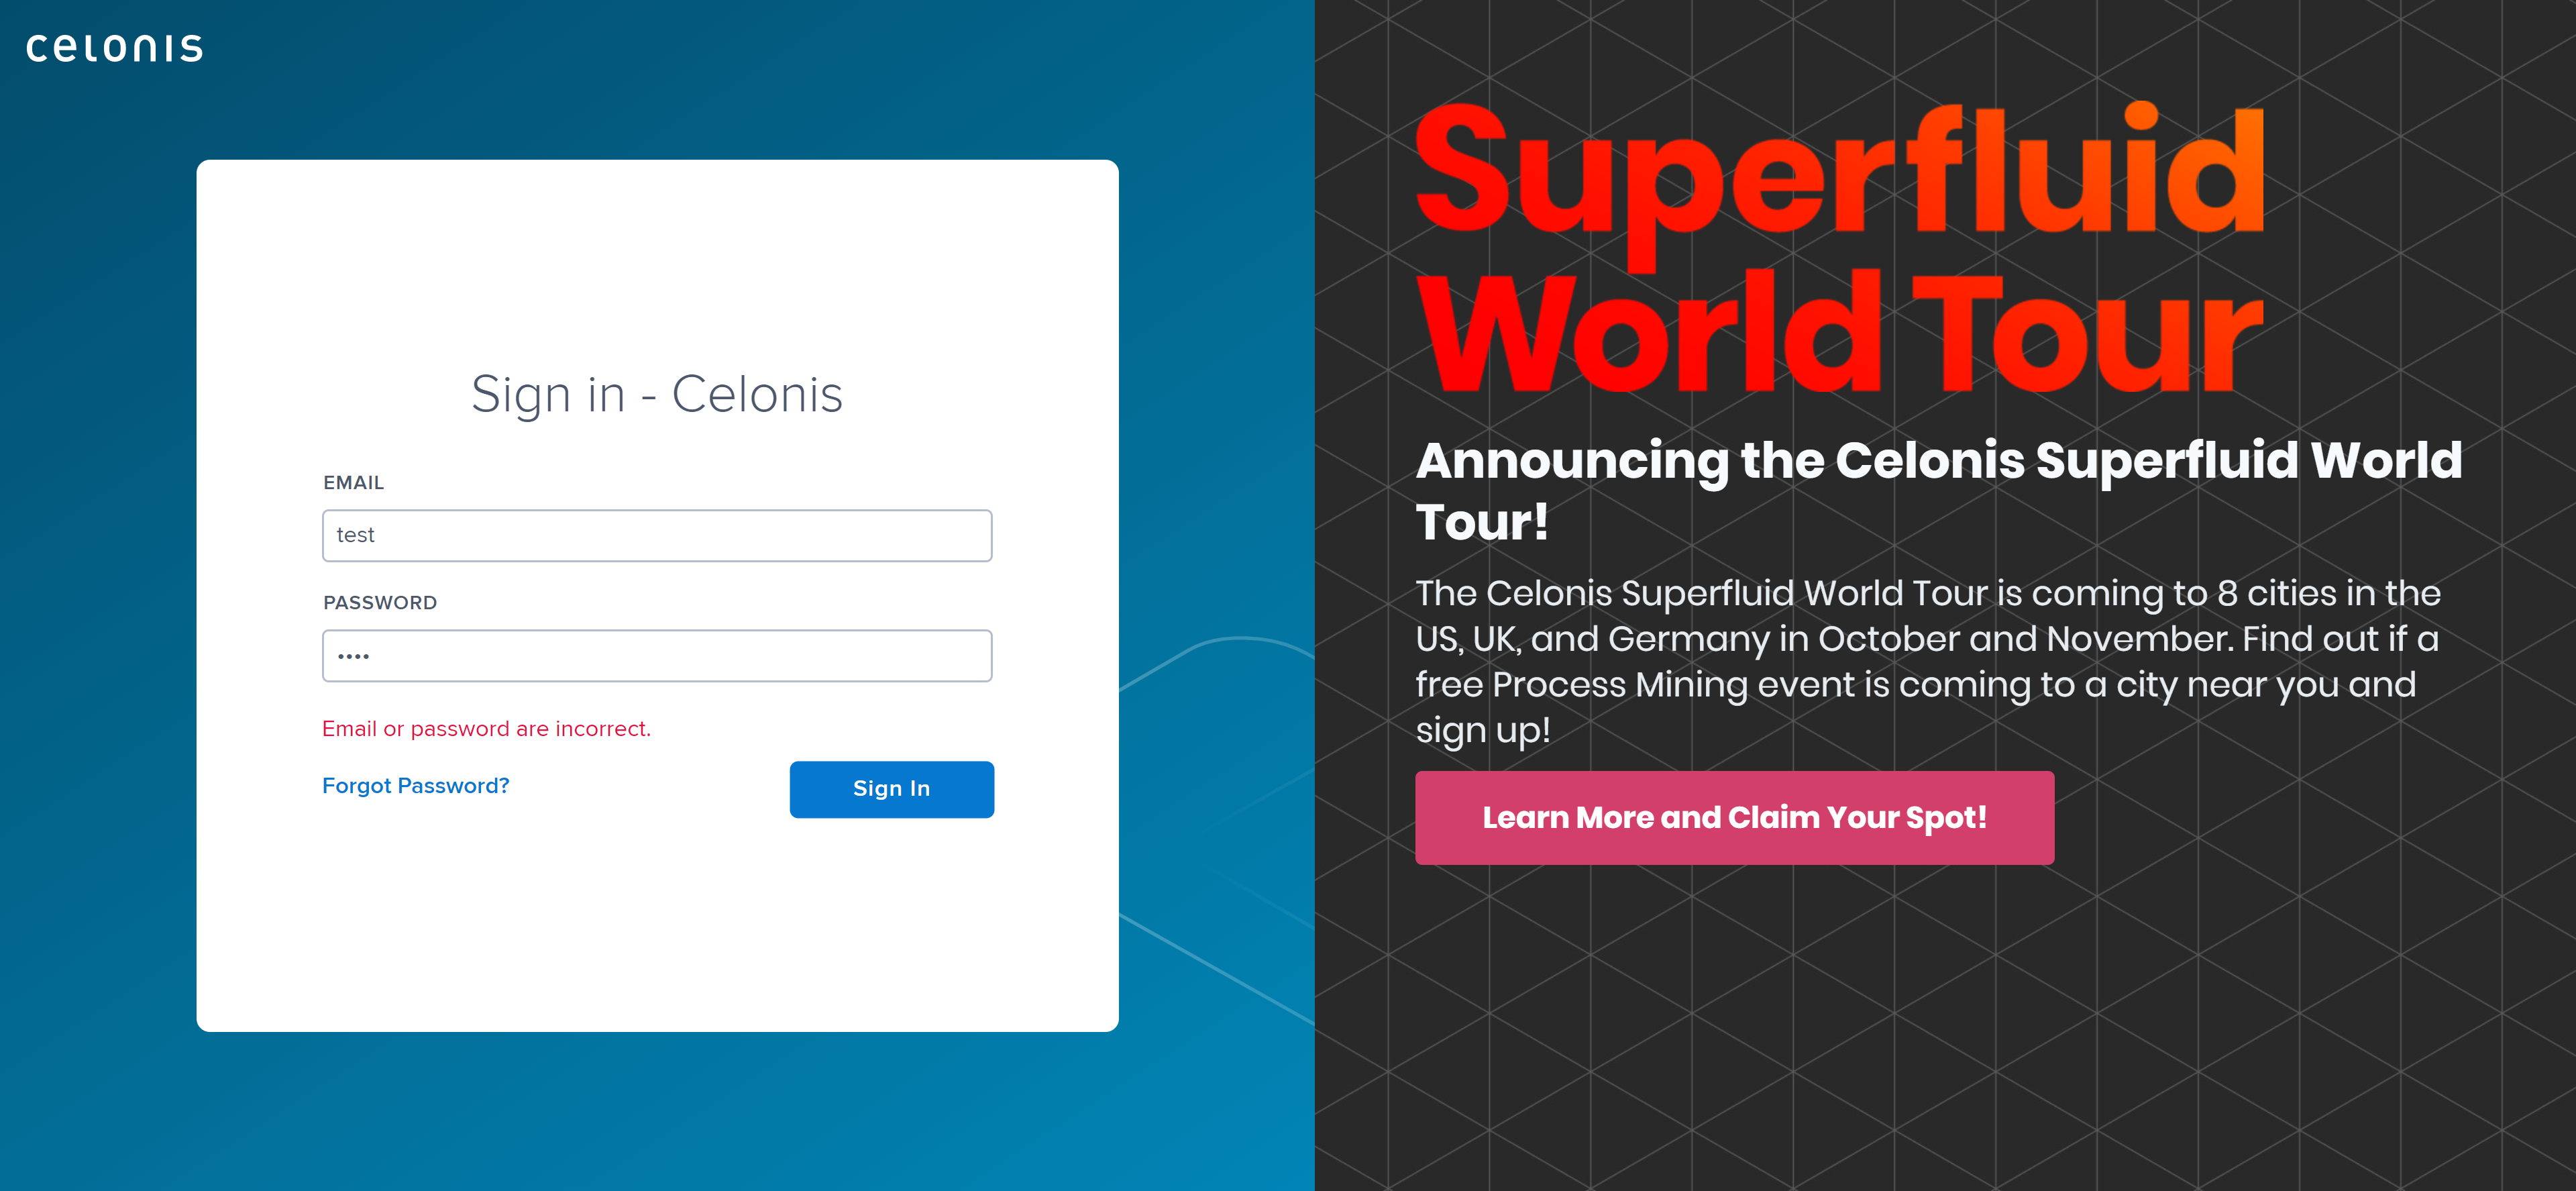 celonis
Sign in - Celonis
EMAIL
test
PASSWORD
••••
Email or password are incorrect.
Forgot Password?
Sign In
Superfluid
World Tour
Announcing the Celonis Superfluid World
Tour!
The Celonis Superfluid World Tour is coming to 8 cities in the
US, UK, and Germany in October and November. Find out if a
free Process Mining event is coming to a city near you and
sign up!
Learn More and Claim Your Spot!